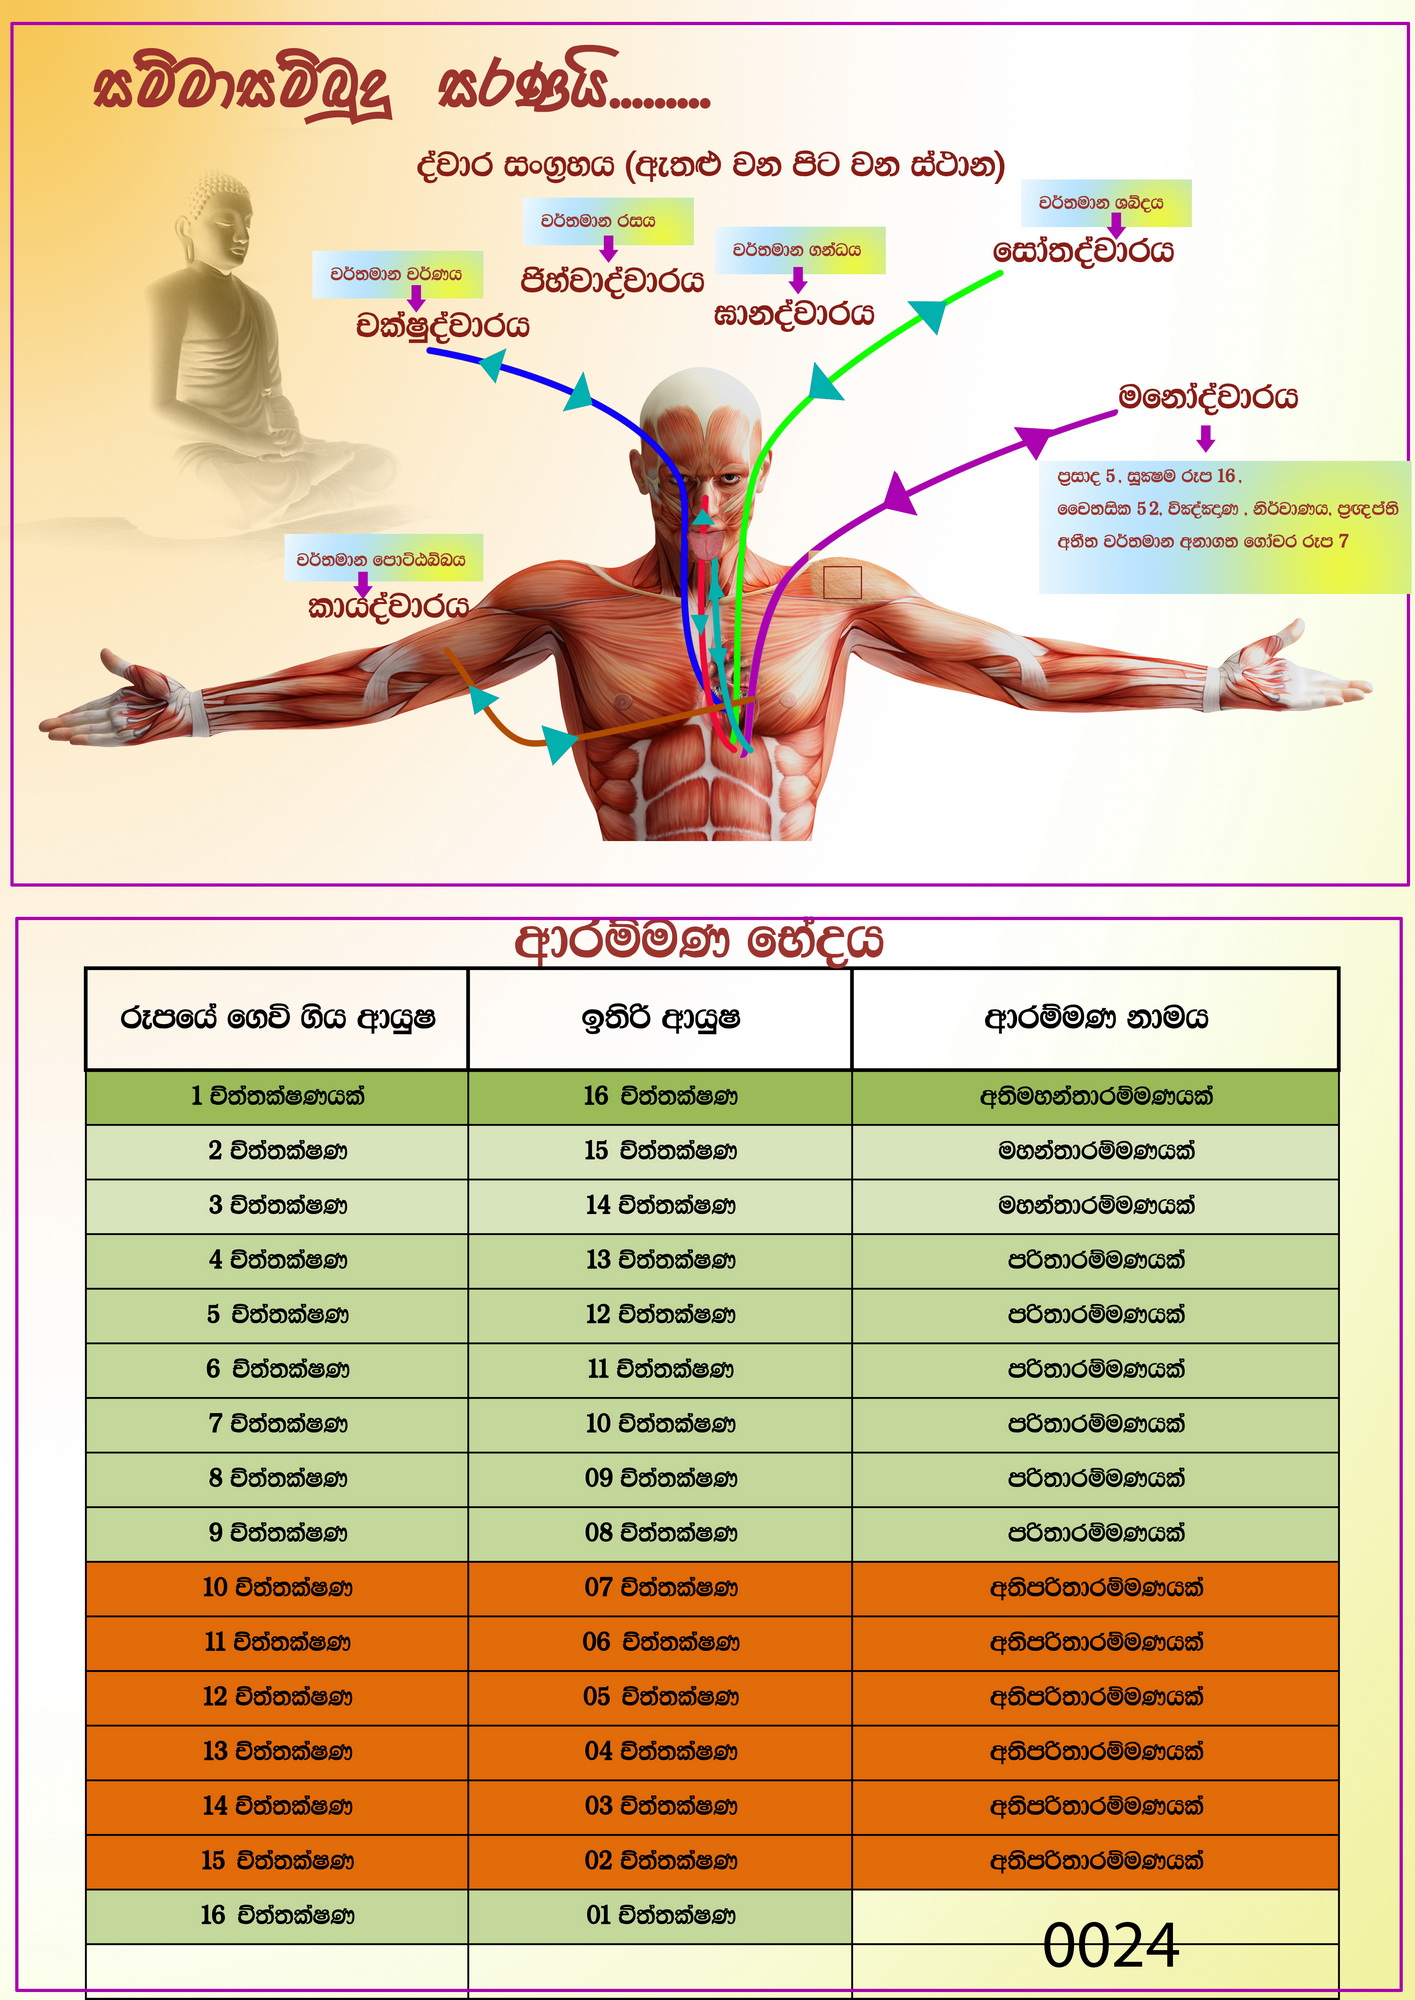 සම්මාසම්බුදු සරණයි.........
ද්වාර සංග්‍රහය (ඇතළු වන පිට වන ස්ථාන)
වර්තමාන ශබ්දය
සෝතද්වාරය
වර්තමාන රසය
ජිහ්වාද්වාරය
වර්තමාන ගන්ධය
ඝානද්වාරය
වර්තමාන වර්ණය
චක්ෂුද්වාරය
මනෝද්වාරය
ප්‍රසාද 5, සූක්‍ෂම රූප 16,
චෛතසික 52, විඤ්ඤාණ , නිර්වාණය, ප්‍රඥප්ති
අතීත වර්තමාන අනාගත ගෝචර රූප 7
වර්තමාන පොට්ඨබ්බය
කායද්වාරය
ආරම්මණ භේදය
රූපයේ ගෙවි ගිය ආයුෂ ඉතිරි ආයුෂ ආරම්මණ නාමය
1 චිත්තක්ෂණයක් 16 චිත්තක්ෂණ අතිමහන්තාරම්මණයක්
2 චිත්තක්ෂණ 15 චිත්තක්ෂණ මහන්තාරම්මණයක්
3 චිත්තක්ෂණ 14 චිත්තක්ෂණ මහන්තාරම්මණයක්
4 චිත්තක්ෂණ 13 චිත්තක්ෂණ පරිතාරම්මණයක්
5 චිත්තක්ෂණ 12 චිත්තක්ෂණ පරිතාරම්මණයක්
6 චිත්තක්ෂණ 11 චිත්තක්ෂණ පරිතාරම්මණයක්
7 චිත්තක්ෂණ 10 චිත්තක්ෂණ පරිතාරම්මණයක්
8 චිත්තක්ෂණ 09 චිත්තක්ෂණ පරිතාරම්මණයක්
9 චිත්තක්ෂණ 08 චිත්තක්ෂණ පරිතාරම්මණයක්
10 චිත්තක්ෂණ 07 චිත්තක්ෂණ අතිපරිතාරම්මණයක්
11 චිත්තක්ෂණ 06 චිත්තක්ෂණ අතිපරිතාරම්මණයක්
12 චිත්තක්ෂණ 05 චිත්තක්ෂණ අතිපරිතාරම්මණයක්
13 චිත්තක්ෂණ 04 චිත්තක්ෂණ අතිපරිතාරම්මණයක්
14 චිත්තක්ෂණ 03 චිත්තක්ෂණ අතිපරිතාරම්මණයක්
15 චිත්තක්ෂණ 02 චිත්තක්ෂණ අතිපරිතාරම්මණයක්
16 චිත්තක්ෂණ 01 චිත්තක්ෂණ
0024